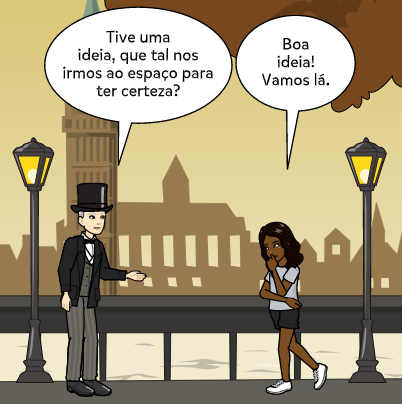 Tive uma
ideia, que tal nos
irmos ao espaço para
ter certeza?
Boa
ideia!
Vamos lá.